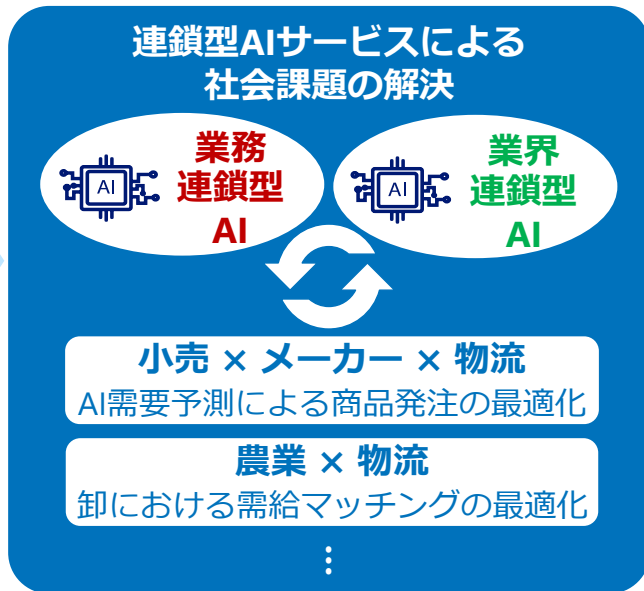 連鎖型AIサービスによる
社会課題の解決
AI
業務
連鎖型
AI
AI
業界
連鎖型
AI
小売 × メーカー × 物流
AI需要予測による商品発注の最適化
農業 × 物流
卸における需給マッチングの最適化
⋮